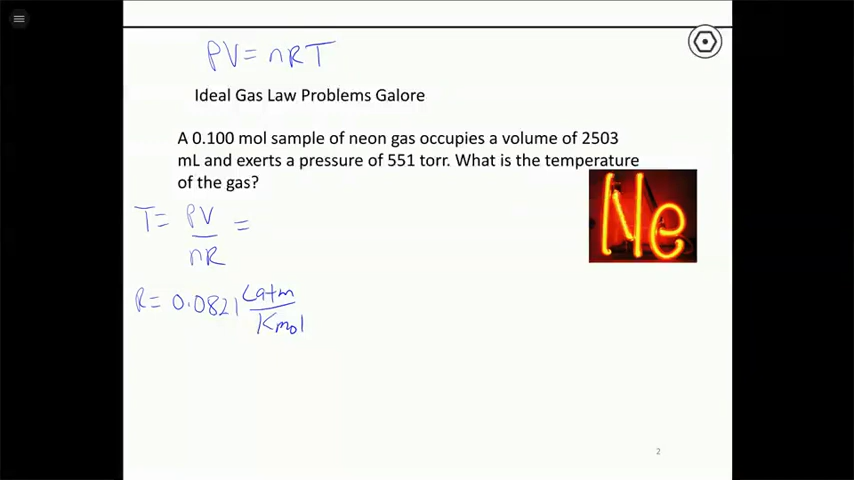 PV = nRT
Ideal Gas Law Problems Galore
A 0.100 mol sample of neon gas occupies a volume of 2503
mL and exerts a pressure of 551 torr. What is the temperature
of the gas?
Ne
T = PV / nR =
R = 0.0821 Latm / Kmol
2